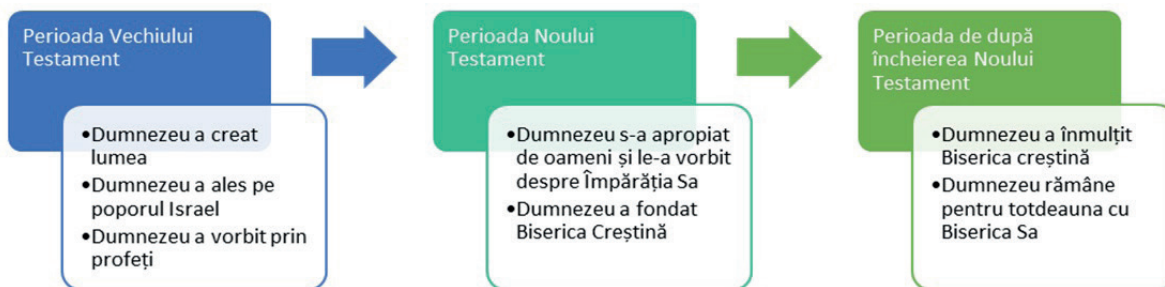 Perioada Vechiului
Testament
•Dumnezeu a creat
lumea
•Dumnezeu a ales pe
poporul Israel
•Dumnezeu a vorbit prin
profeți
Perioada Noului
Testament
•Dumnezeu s-a apropiat
de oameni și le-a vorbit
despre Împărăția Sa
•Dumnezeu a fondat
Biserica Creștină
Perioada de după
încheierea Noului
Testament
•Dumnezeu a înmulțit
Biserica creștină
•Dumnezeu rămâne
pentru totdeauna cu
Biserica Sa